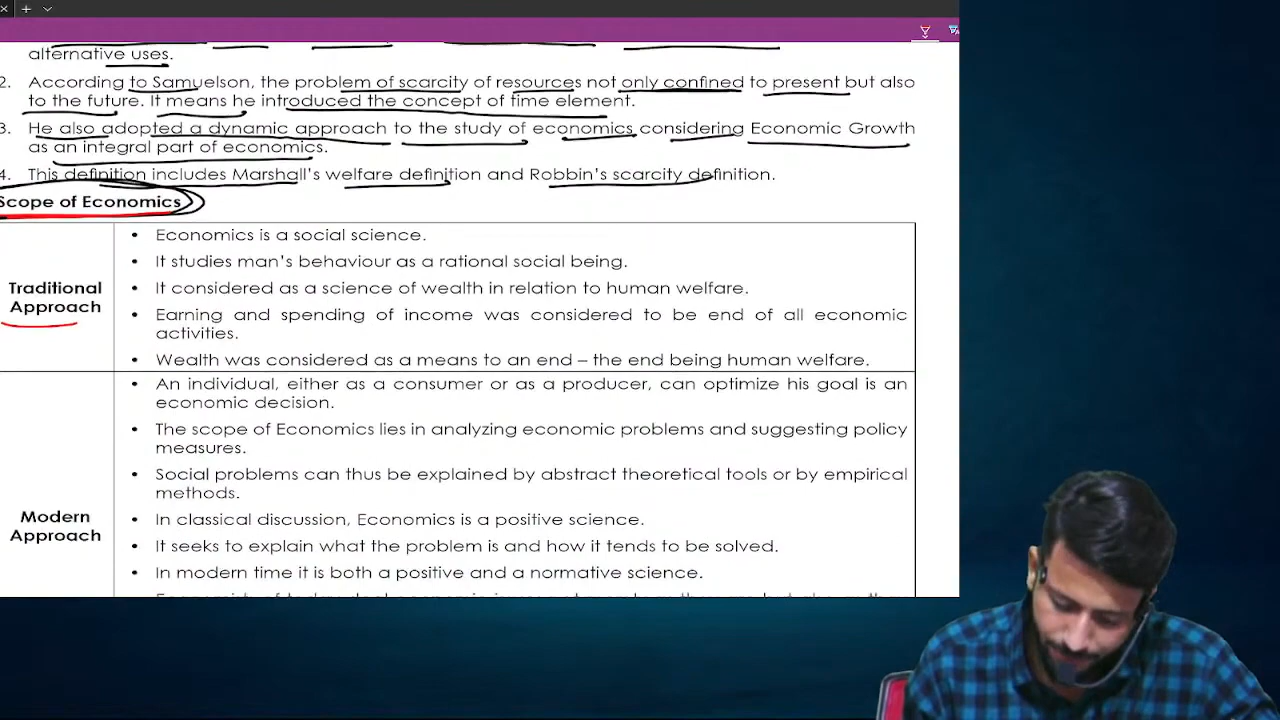 alternative uses.
2. According to Samuelson, the problem of scarcity of resources not only confined to present but also
to the future. It means he introduced the concept of time element.
3. He also adopted a dynamic approach to the study of economics considering Economic Growth
as an integral part of economics.
4. This definition includes Marshall's welfare definition and Robbin's scarcity definition.
Scope of Economics
Traditional
Approach
• Economics is a social science.
• It studies man's behaviour as a rational social being.
• It considered as a science of wealth in relation to human welfare.
• Earning and spending of income was considered to be end of all economic
activities.
• Wealth was considered as a means to an end – the end being human welfare.
Modern
Approach
• An individual, either as a consumer or as a producer, can optimize his goal is an
economic decision.
• The scope of Economics lies in analyzing economic problems and suggesting policy
measures.
• Social problems can thus be explained by abstract theoretical tools or by empirical
methods.
• In classical discussion, Economics is a positive science.
• It seeks to explain what the problem is and how it tends to be solved.
• In modern time it is both a positive and a normative science.